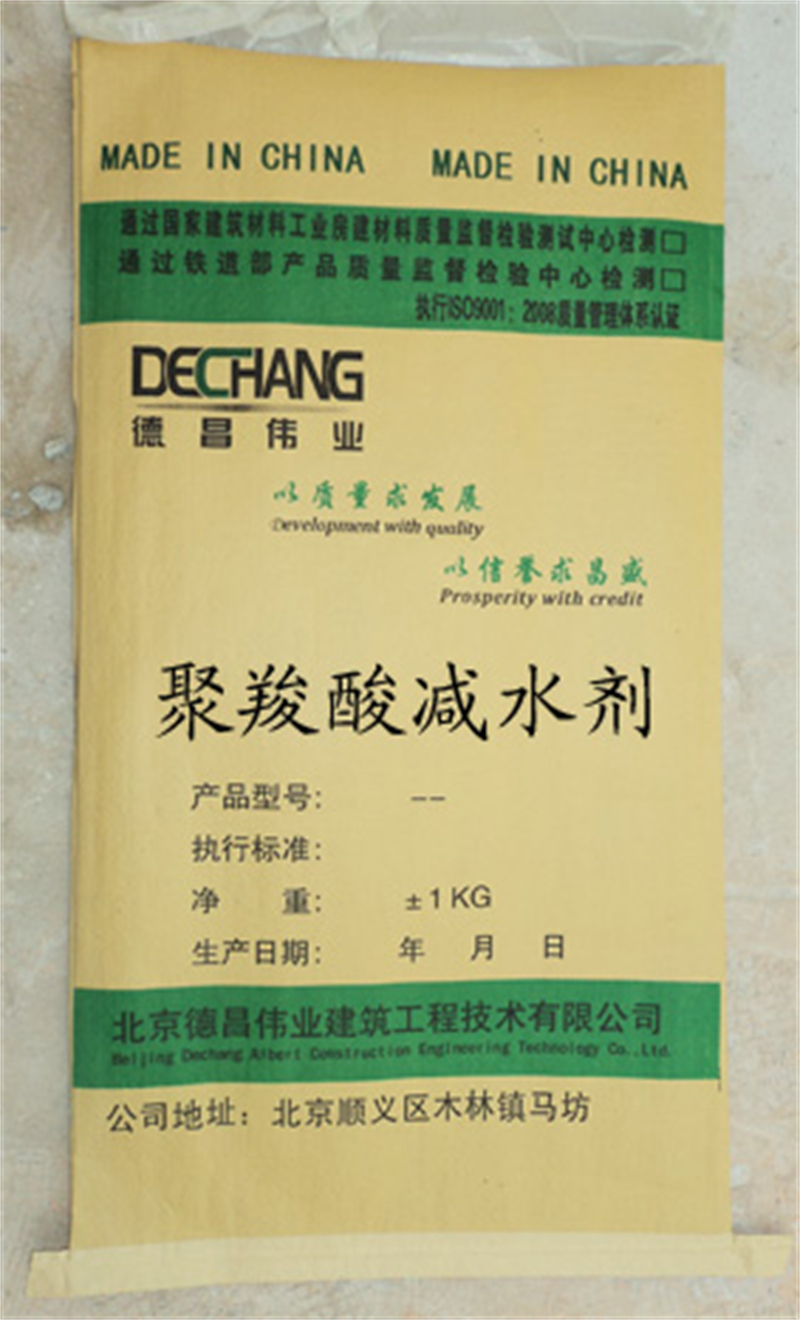 MADE IN CHINA MADE IN CHINA
通过国家建筑材料工业房建材料质量监督检验测试中心检测□
通过铁道部产品质量监督检验中心检测□
执行ISO9001：2008质量管理体系认证
DECHANG
德昌伟业
以质量求发展
Development with quality
以信誉求昌盛
Prosperity with credit
聚羧酸减水剂
产品型号： --
执行标准：
净 重： ±1KG
生产日期： 年 月 日
北京德昌伟业建筑工程技术有限公司
Beijing Dechang Albert Construction Engineering Technology Co.,Ltd.
公司地址：北京顺义区木林镇马坊